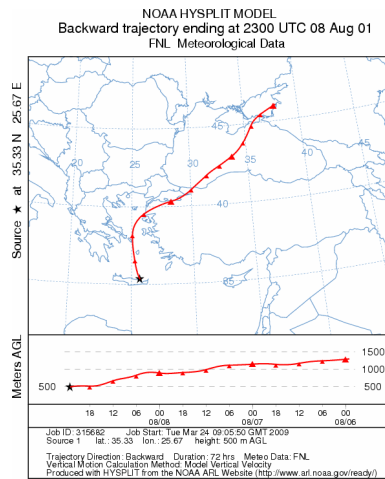 NOAA HYSPLIT MODEL
Backward trajectory ending at 2300 UTC 08 Aug 01
FNL Meteorological Data
Source ★ at 35.33 N 25.67 E
45
40
45
35
30
25
20
40
40
35
Meters AGL
500
1500
1000
500
18 12 06 00 18 12 06 00 18 12 06 00
08/08 08/07 08/06
Job ID: 315682 Job Start: Tue Mar 24 09:05:50 GMT 2009
Source 1 lat.: 35.33 lon.: 25.67 height: 500 m AGL
Trajectory Direction: Backward Duration: 72 hrs Meteo Data: FNL
Vertical Motion Calculation Method: Model Vertical Velocity
Produced with HYSPLIT from the NOAA ARL Website (http://www.arl.noaa.gov/ready/)